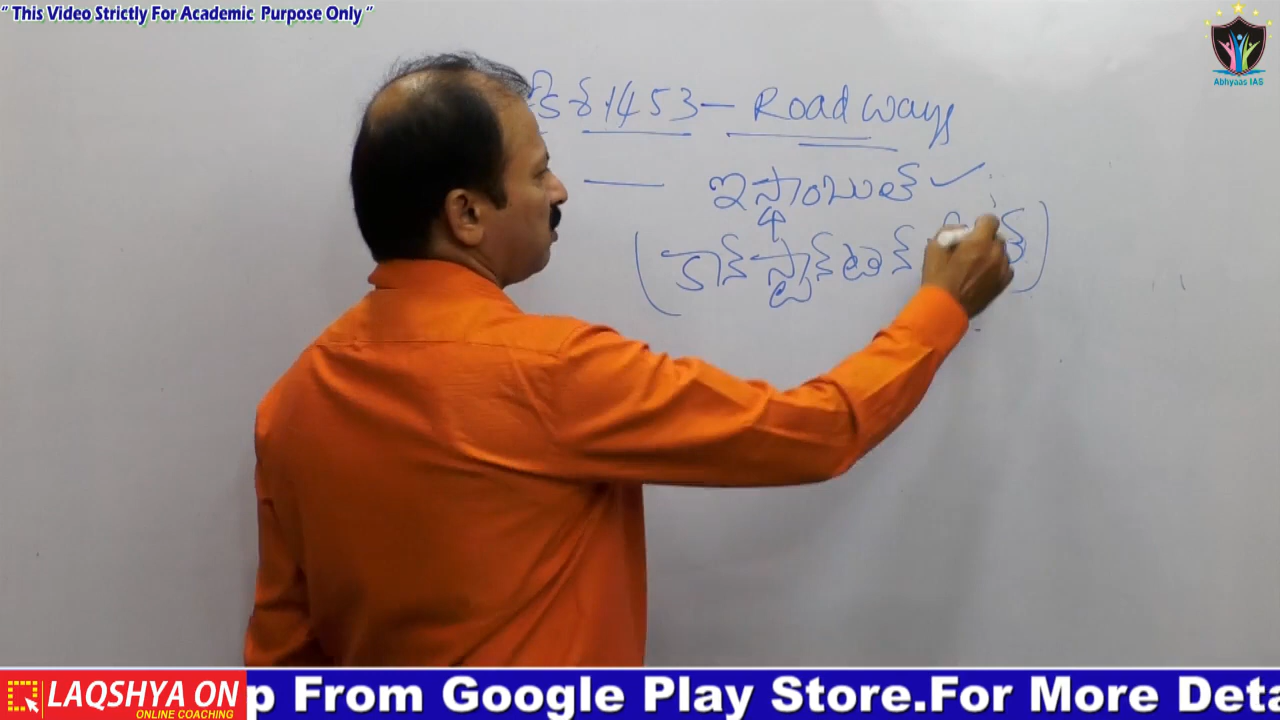 " This Video Strictly For Academic Purpose Only "
Abhyaas IAS
క్రీ.శ.1453 – Roadways
— ఇస్తాంబుల్ ✓
(కాన్‌స్టాన్‌టిన్
LAQSHYA ON
ONLINE COACHING
p From Google Play Store.For More Deta